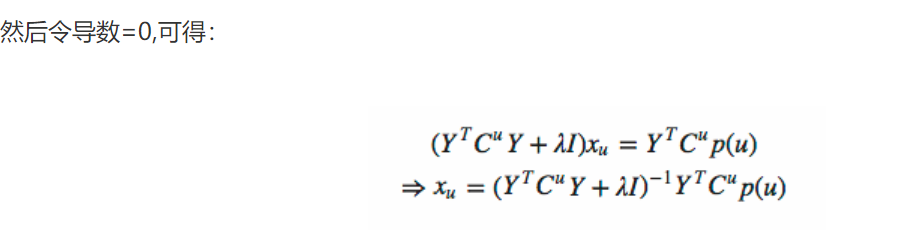 然后令导数=0,可得：
(Y^T C^u Y + λI)x_u = Y^T C^u p(u)
⇒ x_u = (Y^T C^u Y + λI)^{-1} Y^T C^u p(u)